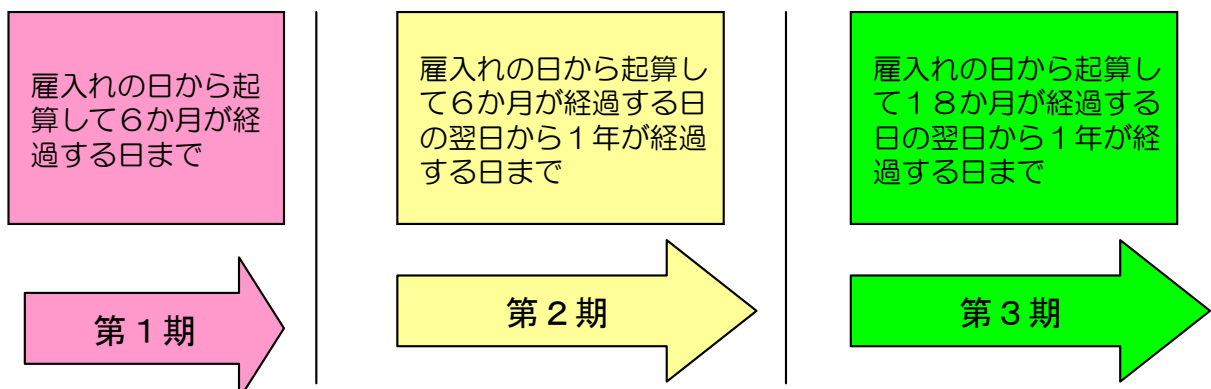 雇入れの日から起
算して６か月が経
過する日まで
雇入れの日から起算し
て６か月が経過する日
の翌日から１年が経過
する日まで
雇入れの日から起算し
て１８か月が経過する
日の翌日から１年が経
過する日まで
第１期
第２期
第３期